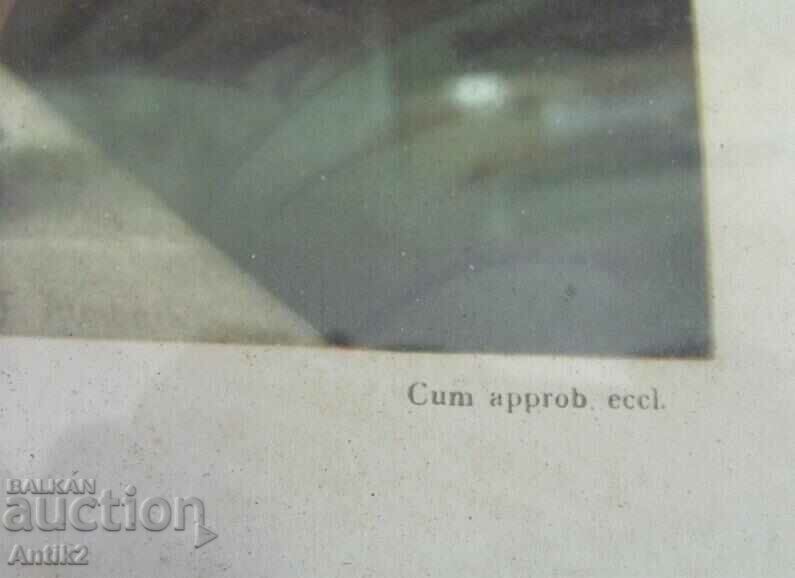 Cum approb. eccl.
BALKAN
auction
Antik2